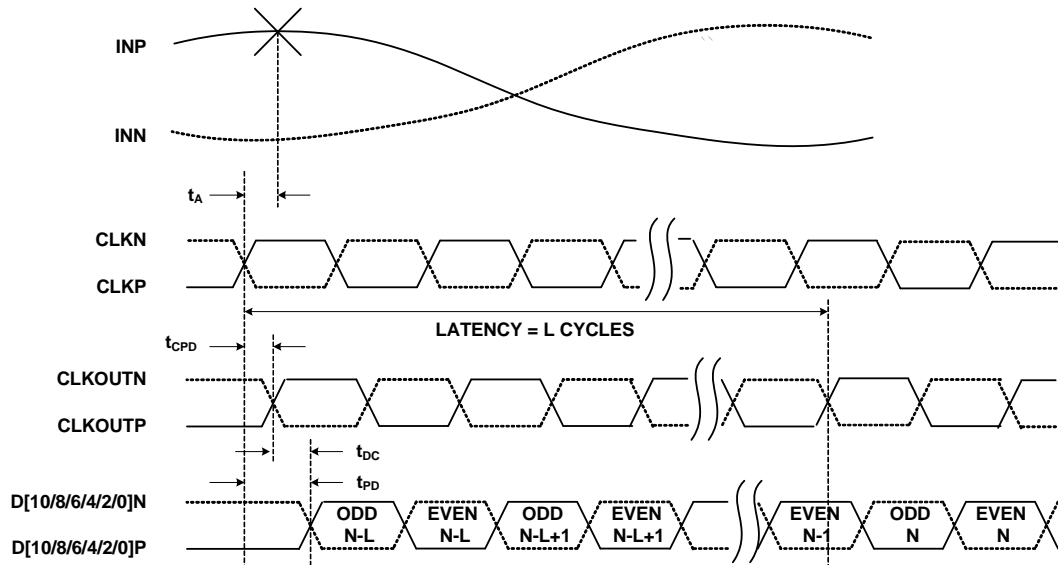 INP
INN
tA
CLKN
CLKP
LATENCY = L CYCLES
tCPD
CLKOUTN
CLKOUTP
tDC
tPD
D[10/8/6/4/2/0]N
D[10/8/6/4/2/0]P
ODD N-L
EVEN N-L
ODD N-L+1
EVEN N-L+1
EVEN N-1
ODD N
EVEN N